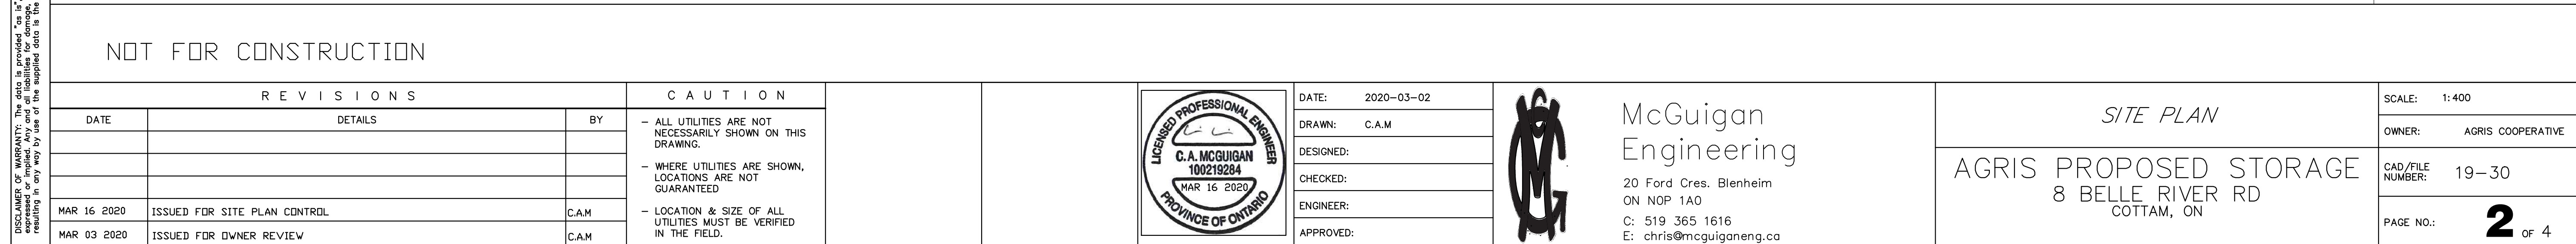 DISCLAIMER OF WARRANTY: The data is provided "as is",
expressed or implied. Any and all liabilities for damage,
resulting in any way by use of the supplied data is the
NOT FOR CONSTRUCTION
REVISIONS
DATE DETAILS BY
MAR 16 2020 ISSUED FOR SITE PLAN CONTROL C.A.M
MAR 03 2020 ISSUED FOR OWNER REVIEW C.A.M
CAUTION
– ALL UTILITIES ARE NOT
NECESSARILY SHOWN ON THIS
DRAWING.
– WHERE UTILITIES ARE SHOWN,
LOCATIONS ARE NOT
GUARANTEED
– LOCATION & SIZE OF ALL
UTILITIES MUST BE VERIFIED
IN THE FIELD.
LICENSED PROFESSIONAL ENGINEER
C.A. MCGUIGAN
100219284
MAR 16 2020
PROVINCE OF ONTARIO
DATE: 2020-03-02
DRAWN: C.A.M
DESIGNED:
CHECKED:
ENGINEER:
APPROVED:
McGuigan
Engineering
20 Ford Cres. Blenheim
ON N0P 1A0
C: 519 365 1616
E: chris@mcguiganeng.ca
SITE PLAN
AGRIS PROPOSED STORAGE
8 BELLE RIVER RD
COTTAM, ON
SCALE: 1:400
OWNER: AGRIS COOPERATIVE
CAD/FILE
NUMBER: 19-30
PAGE NO.: 2 OF 4